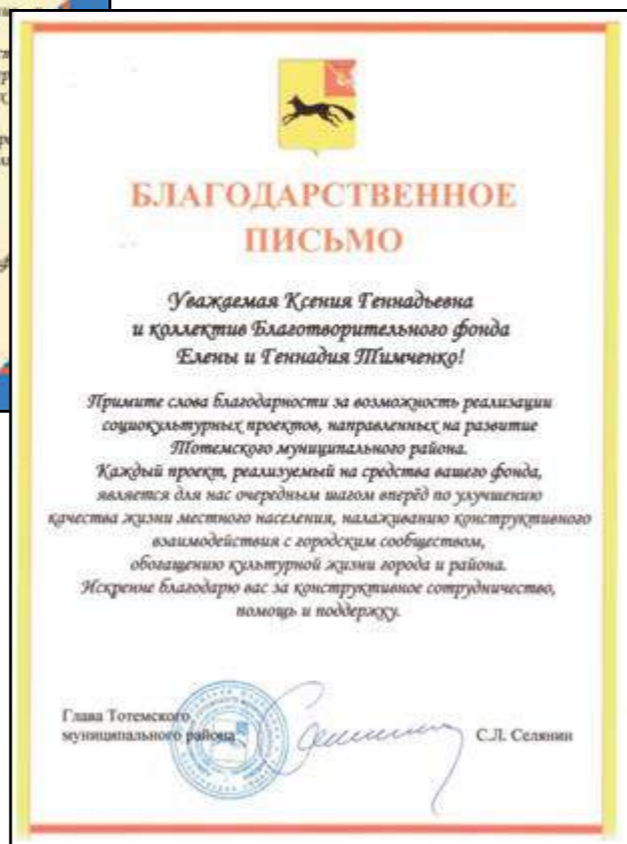 БЛАГОДАРСТВЕННОЕ
ПИСЬМО
Уважаемая Ксения Геннадьевна
и коллектив Благотворительного фонда
Елены и Геннадия Тимченко!
Примите слова благодарности за возможность реализации
социокультурных проектов, направленных на развитие
Тотемского муниципального района.
Каждый проект, реализуемый на средства вашего фонда,
является для нас очередным шагом вперёд по улучшению
качества жизни местного населения, налаживанию конструктивного
взаимодействия с городским сообществом,
обогащению культурной жизни города и района.
Искренне благодарю вас за конструктивное сотрудничество,
помощь и поддержку.
Глава Тотемского
муниципального района
С.Л. Селянин